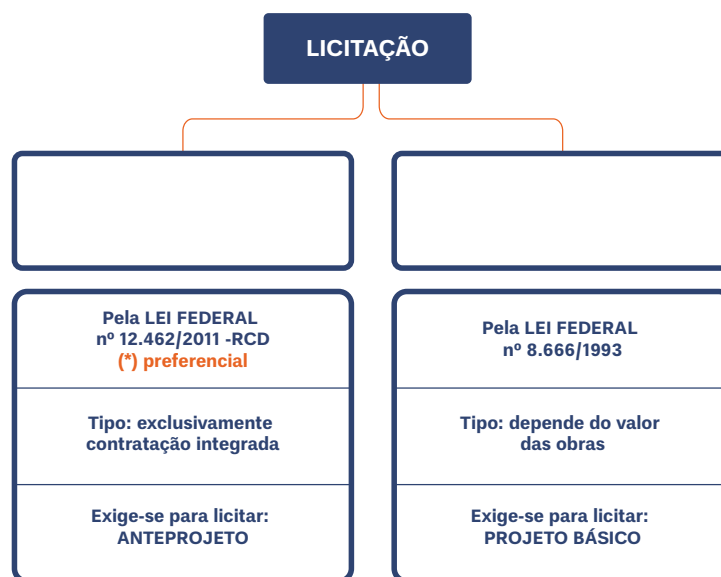 LICITAÇÃO
Pela LEI FEDERAL
nº 12.462/2011 -RCD
(*) preferencial
Tipo: exclusivamente
contratação integrada
Exige-se para licitar:
ANTEPROJETO
Pela LEI FEDERAL
nº 8.666/1993
Tipo: depende do valor
das obras
Exige-se para licitar:
PROJETO BÁSICO